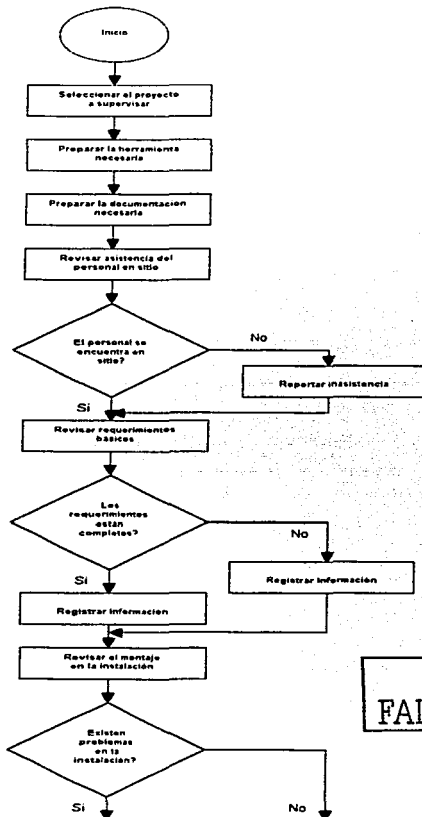 Inicio
Seleccionar el proyecto
a supervisar
Preparar la herramienta
necesaria
Preparar la documentacion
necesaria
Revisar asistencia del
personal en sitio
El personal se
encuentra en
sitio?
No
Reportar inasistencia
Si
Revisar requerimientos
básicos
Los
requerimientos
están
completos?
No
Si
Registrar Información
Registrar Información
Revisar el montaje
en la instalación
FAL
Existen
problemas
en la
instalación?
Si
No